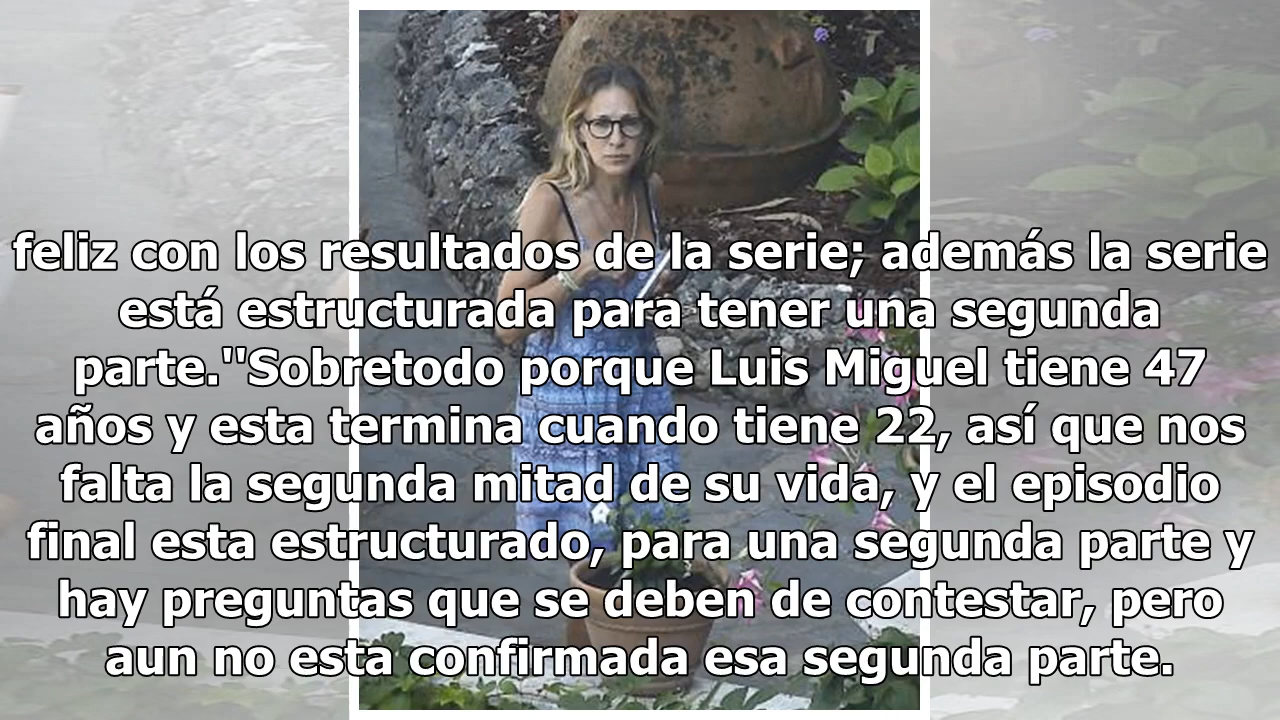 feliz con los resultados de la serie; además la serie
está estructurada para tener una segunda
parte."Sobretodo porque Luis Miguel tiene 47
años y esta termina cuando tiene 22, así que nos
falta la segunda mitad de su vida, y el episodio
final esta estructurado, para una segunda parte y
hay preguntas que se deben de contestar, pero
aun no esta confirmada esa segunda parte.